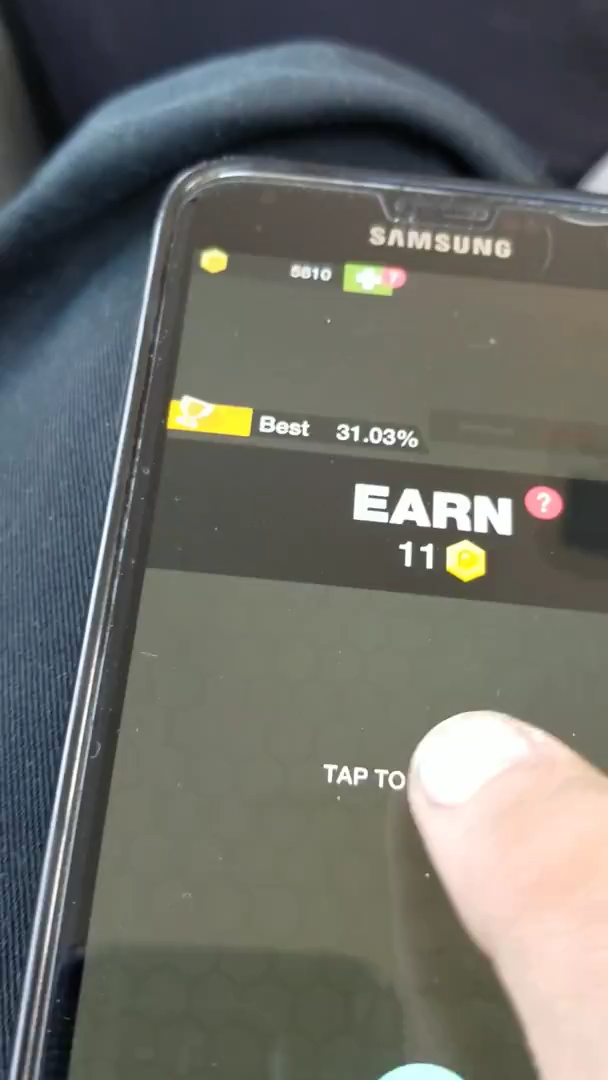 SAMSUNG
5810
?
Best 31.03%
EARN ?
11
TAP TO